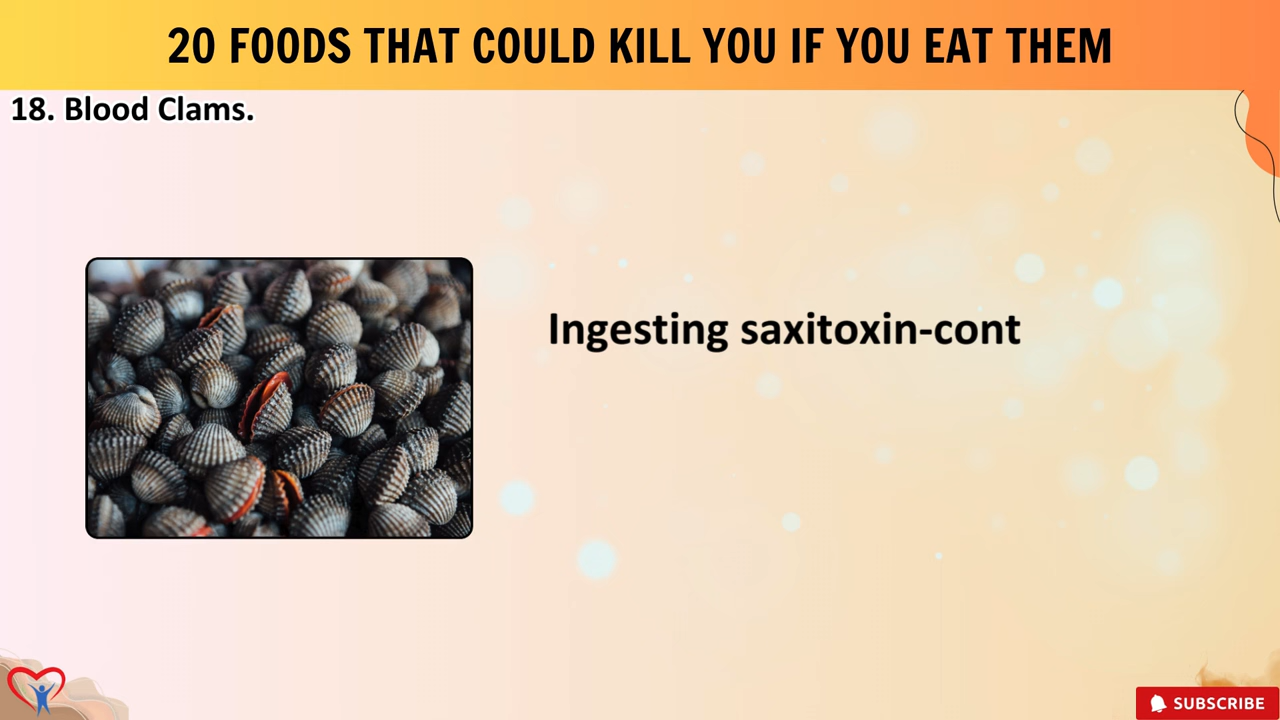 20 FOODS THAT COULD KILL YOU IF YOU EAT THEM
18. Blood Clams.
Ingesting saxitoxin-cont
SUBSCRIBE